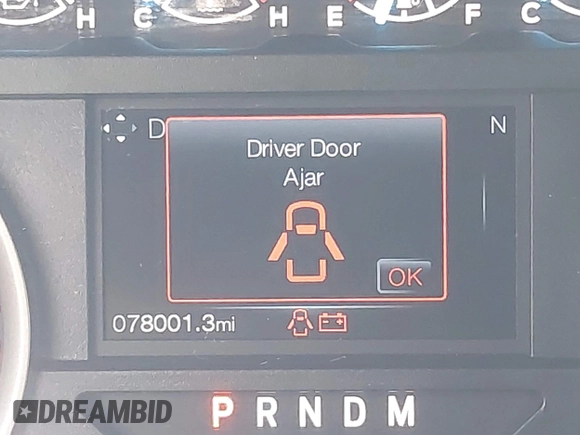 H C H E F C
D
N
Driver Door
Ajar
OK
078001.3mi
P R N D M
DREAMBID